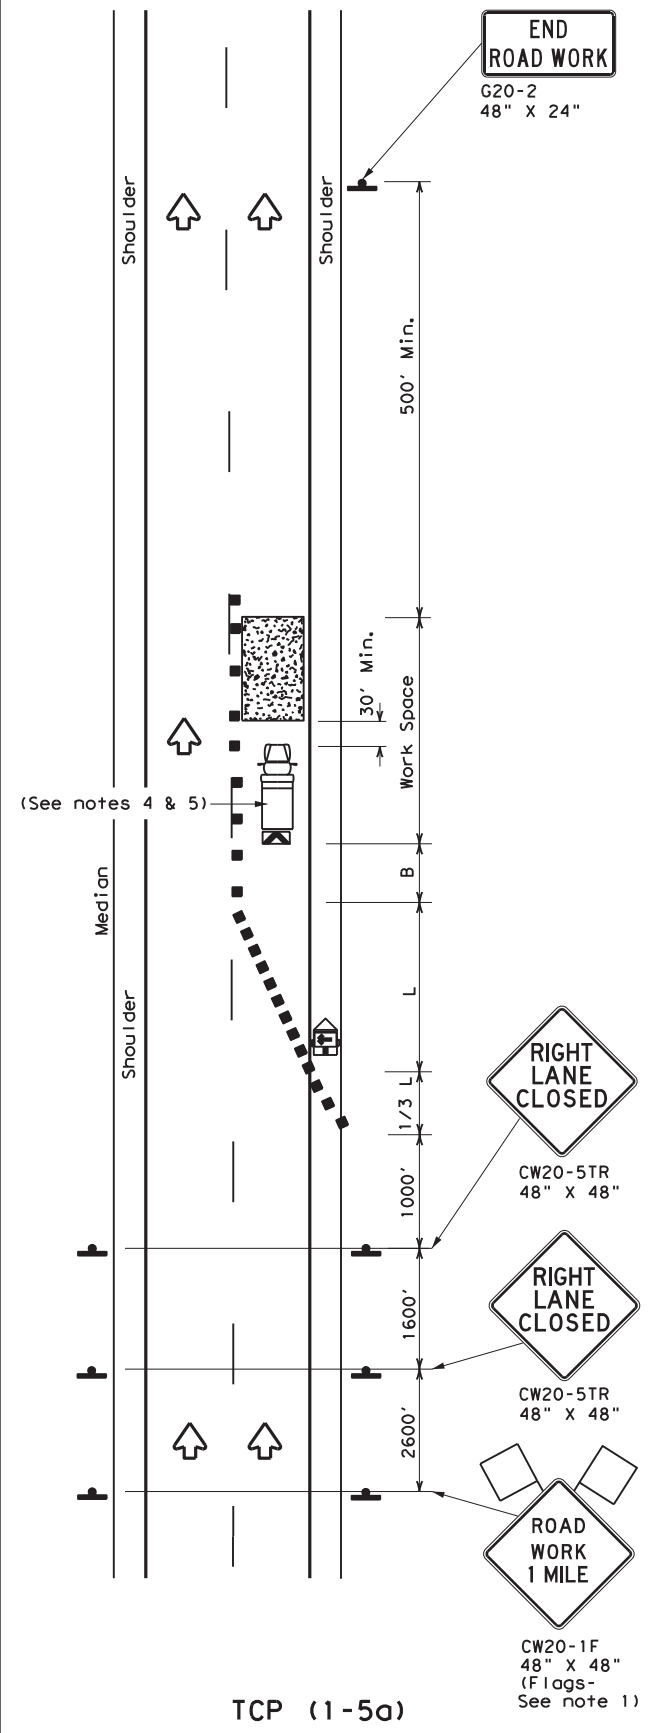 END
ROAD WORK
G20-2
48" X 24"
Shoulder
Shoulder
500' Min.
30' Min.
Work Space
(See notes 4 & 5)
B
Median
L
Shoulder
RIGHT
LANE
CLOSED
1/3 L
CW20-5TR
48" X 48"
1000'
RIGHT
LANE
CLOSED
1600'
CW20-5TR
48" X 48"
2600'
ROAD
WORK
1 MILE
CW20-1F
48" X 48"
(Flags-
See note 1)
TCP (1-5a)